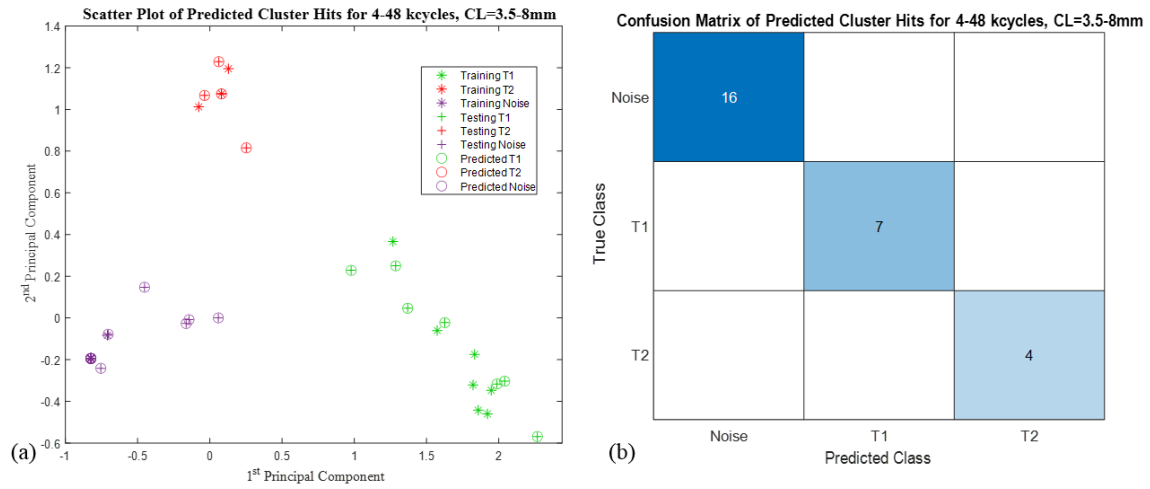 Scatter Plot of Predicted Cluster Hits for 4-48 kcycles, CL=3.5-8mm
1.4
1.2
1
0.8
0.6
0.4
0.2
0
-0.2
-0.4
-0.6
2nd Principal Component
-1
-0.5
0
0.5
1
1.5
2
1st Principal Component
Training T1
Training T2
Training Noise
Testing T1
Testing T2
Testing Noise
Predicted T1
Predicted T2
Predicted Noise
(a)
Confusion Matrix of Predicted Cluster Hits for 4-48 kcycles, CL=3.5-8mm
True Class
Noise
T1
T2
16
7
4
Noise
T1
T2
Predicted Class
(b)